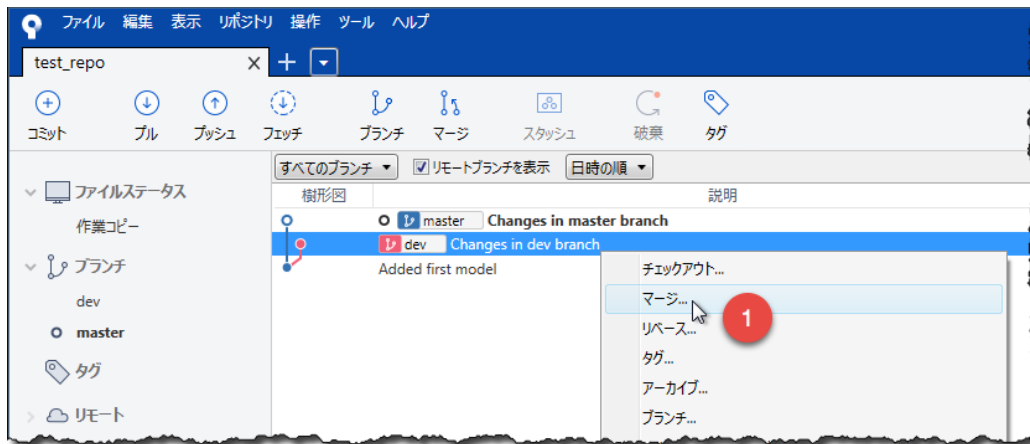 ファイル 編集 表示 リポジトリ 操作 ツール ヘルプ
test_repo
コミット プル プッシュ フェッチ ブランチ マージ スタッシュ 破棄 タグ
すべてのブランチ リモートブランチを表示 日時の順
ファイルステータス
作業コピー
ブランチ
dev
master
タグ
リモート
樹形図 説明
master Changes in master branch
dev Changes in dev branch
Added first model
チェックアウト...
マージ...
1
リベース...
タグ...
アーカイブ...
ブランチ...